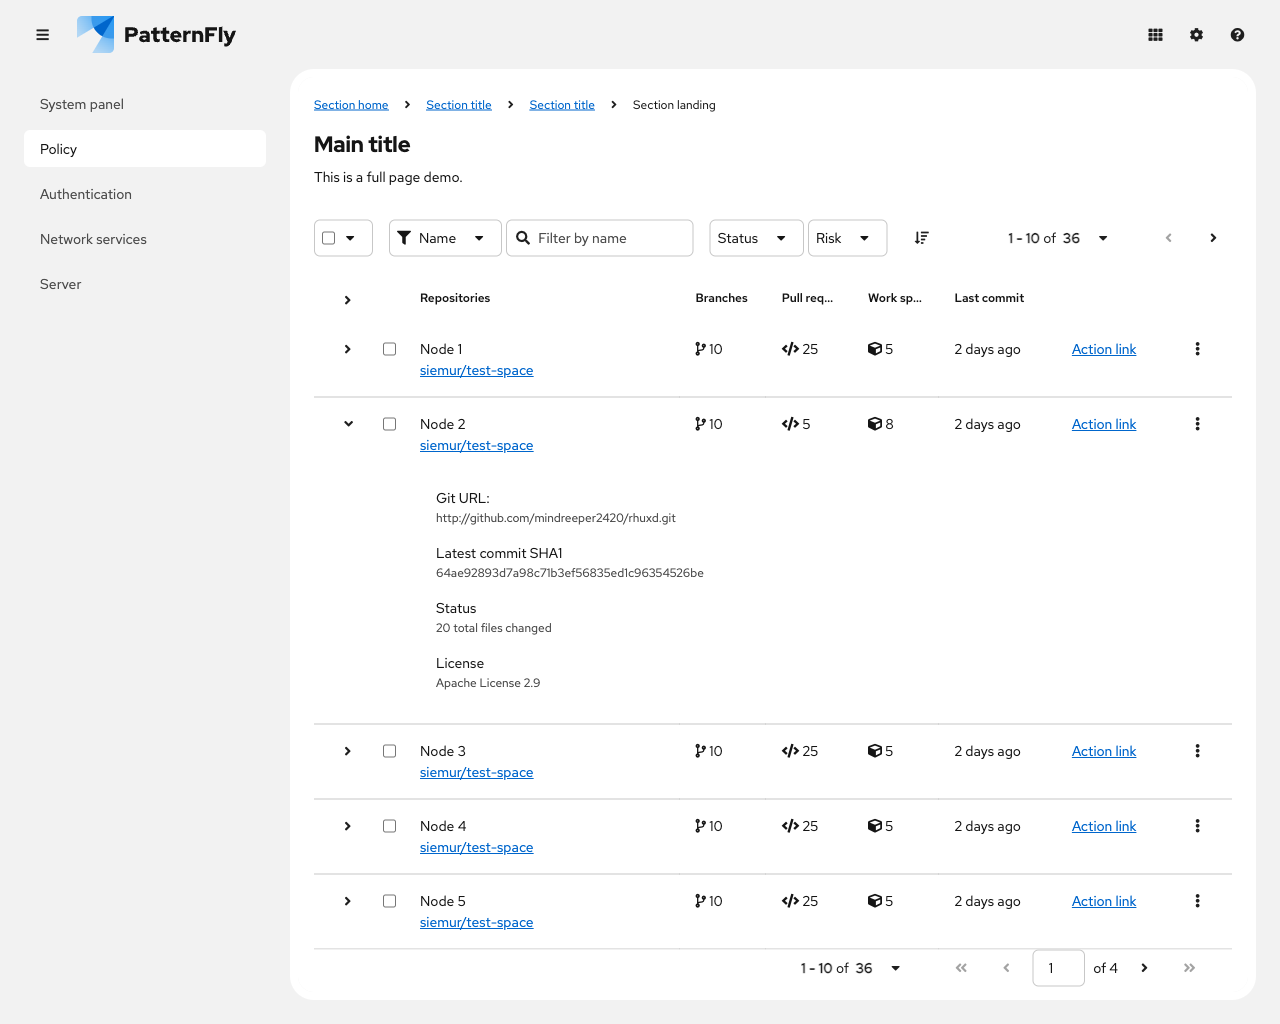 PatternFly
System panel
Policy
Authentication
Network services
Server
Section home
Section title
Section title
Section landing
Main title
This is a full page demo.
Name
Filter by name
Status
Risk
1 - 10 of 36
Repositories Branches Pull req... Work sp... Last commit
Node 1 10 25 5 2 days ago Action link
siemur/test-space
Node 2 10 5 8 2 days ago Action link
siemur/test-space
Git URL:
http://github.com/mindreeper2420/rhuxd.git
Latest commit SHA1
64ae92893d7a98c71b3ef56835ed1c96354526be
Status
20 total files changed
License
Apache License 2.9
Node 3 10 25 5 2 days ago Action link
siemur/test-space
Node 4 10 25 5 2 days ago Action link
siemur/test-space
Node 5 10 25 5 2 days ago Action link
siemur/test-space
1 - 10 of 36 1 of 4